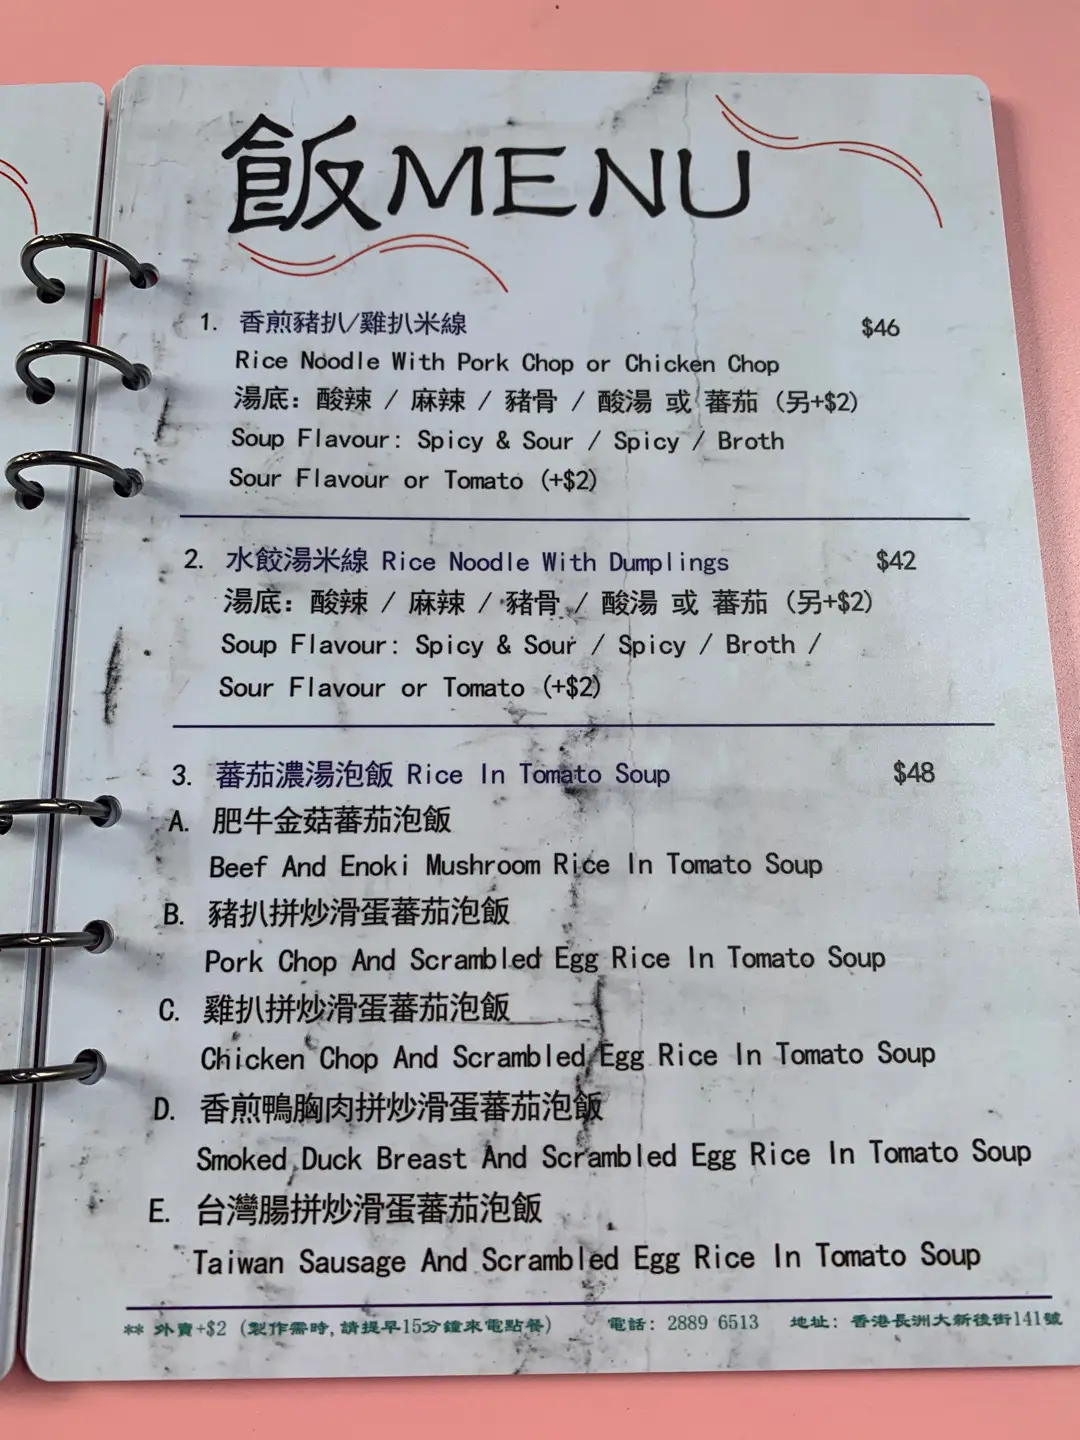 飯MENU
1. 香煎豬扒/雞扒米線 $46
Rice Noodle With Pork Chop or Chicken Chop
湯底: 酸辣 / 麻辣 / 豬骨 / 酸湯 或 蕃茄 (另+$2)
Soup Flavour: Spicy & Sour / Spicy / Broth
Sour Flavour or Tomato (+$2)
2. 水餃湯米線 Rice Noodle With Dumplings $42
湯底: 酸辣 / 麻辣 / 豬骨 / 酸湯 或 蕃茄 (另+$2)
Soup Flavour: Spicy & Sour / Spicy / Broth /
Sour Flavour or Tomato (+$2)
3. 蕃茄濃湯泡飯 Rice In Tomato Soup $48
A. 肥牛金菇蕃茄泡飯
Beef And Enoki Mushroom Rice In Tomato Soup
B. 豬扒拼炒滑蛋蕃茄泡飯
Pork Chop And Scrambled Egg Rice In Tomato Soup
C. 雞扒拼炒滑蛋蕃茄泡飯
Chicken Chop And Scrambled Egg Rice In Tomato Soup
D. 香煎鴨胸肉拼炒滑蛋蕃茄泡飯
Smoked Duck Breast And Scrambled Egg Rice In Tomato Soup
E. 台灣腸拼炒滑蛋蕃茄泡飯
Taiwan Sausage And Scrambled Egg Rice In Tomato Soup
** 外賣+$2 (製作需時,請提早15分鐘來電點餐) 電話: 2889 6513 地址: 香港長洲大新後街141號